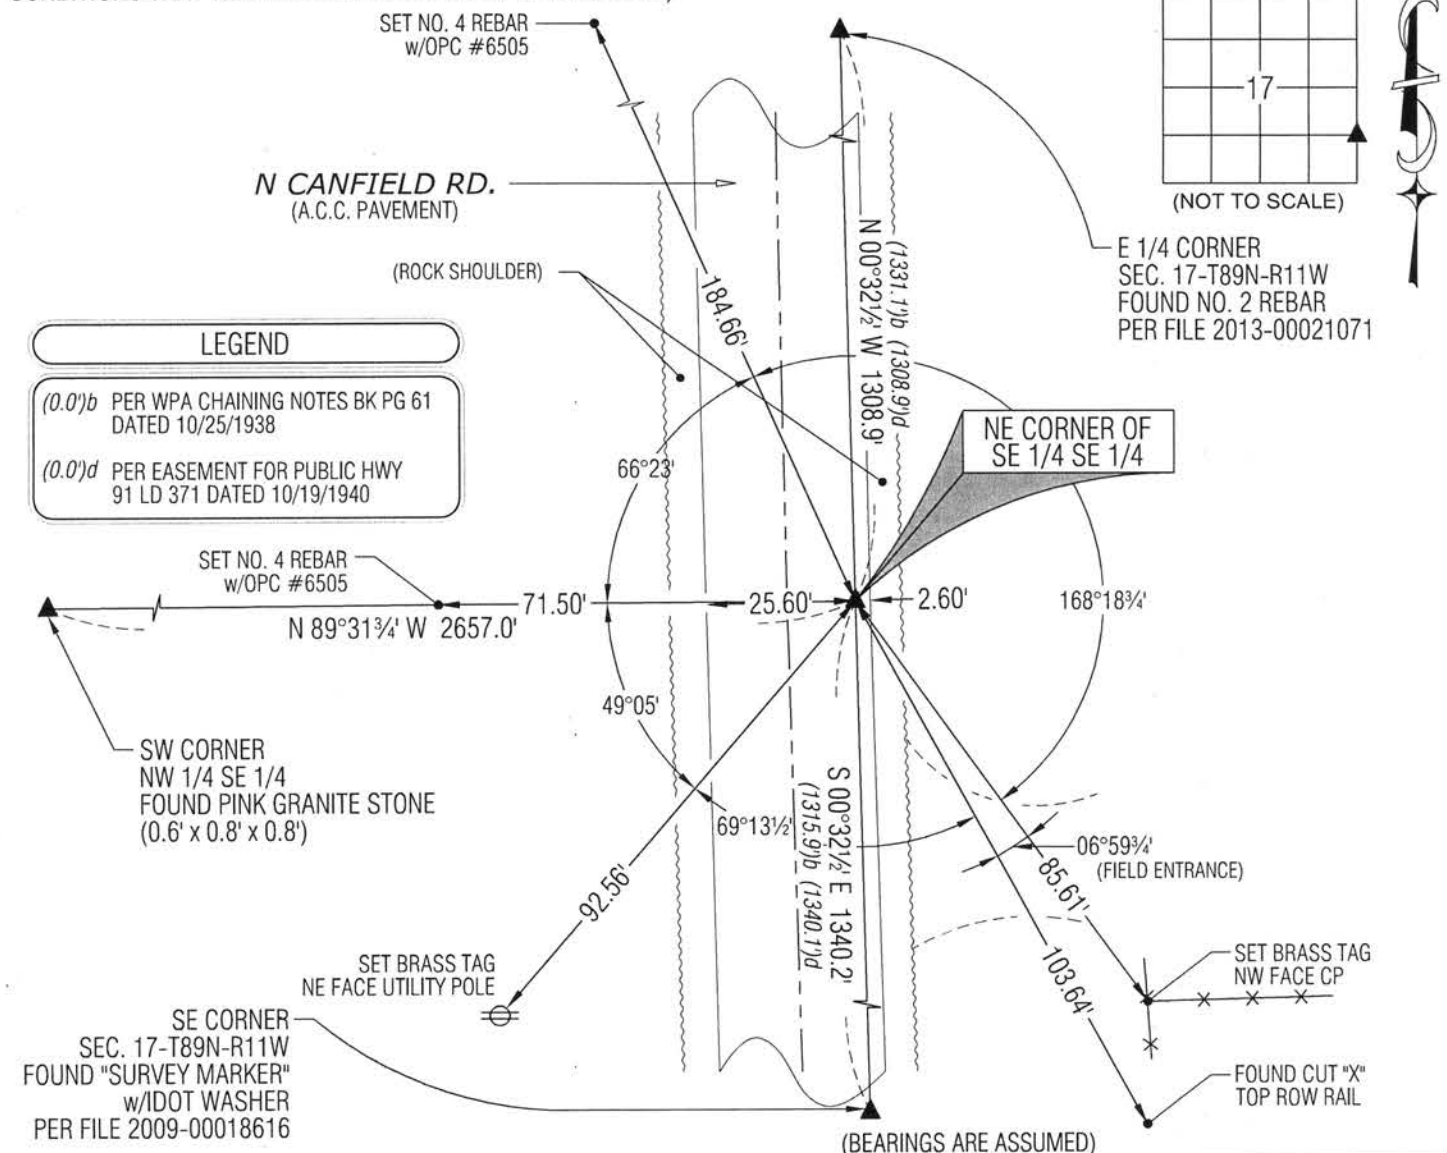 SET NO. 4 REBAR
w/OPC #6505
17
(NOT TO SCALE)
N CANFIELD RD.
(A.C.C. PAVEMENT)
(ROCK SHOULDER)
E 1/4 CORNER
SEC. 17-T89N-R11W
FOUND NO. 2 REBAR
PER FILE 2013-00021071
184.66'
(1331.1')b (1308.9')d
N 00°32½' W 1308.9'
LEGEND
(0.0')b PER WPA CHAINING NOTES BK PG 61
DATED 10/25/1938
(0.0')d PER EASEMENT FOR PUBLIC HWY
91 LD 371 DATED 10/19/1940
NE CORNER OF
SE 1/4 SE 1/4
66°23'
SET NO. 4 REBAR
w/OPC #6505
71.50'
25.60'
2.60'
168°18¾'
N 89°31¾' W 2657.0'
49°05'
SW CORNER
NW 1/4 SE 1/4
FOUND PINK GRANITE STONE
(0.6' x 0.8' x 0.8')
69°13½'
S 00°32½' E 1340.2'
(1315.9')b (1340.1')d
06°59¾'
(FIELD ENTRANCE)
92.56'
85.61'
103.64'
SET BRASS TAG
NE FACE UTILITY POLE
SET BRASS TAG
NW FACE CP
SE CORNER
SEC. 17-T89N-R11W
FOUND "SURVEY MARKER"
w/IDOT WASHER
PER FILE 2009-00018616
FOUND CUT "X"
TOP ROW RAIL
(BEARINGS ARE ASSUMED)